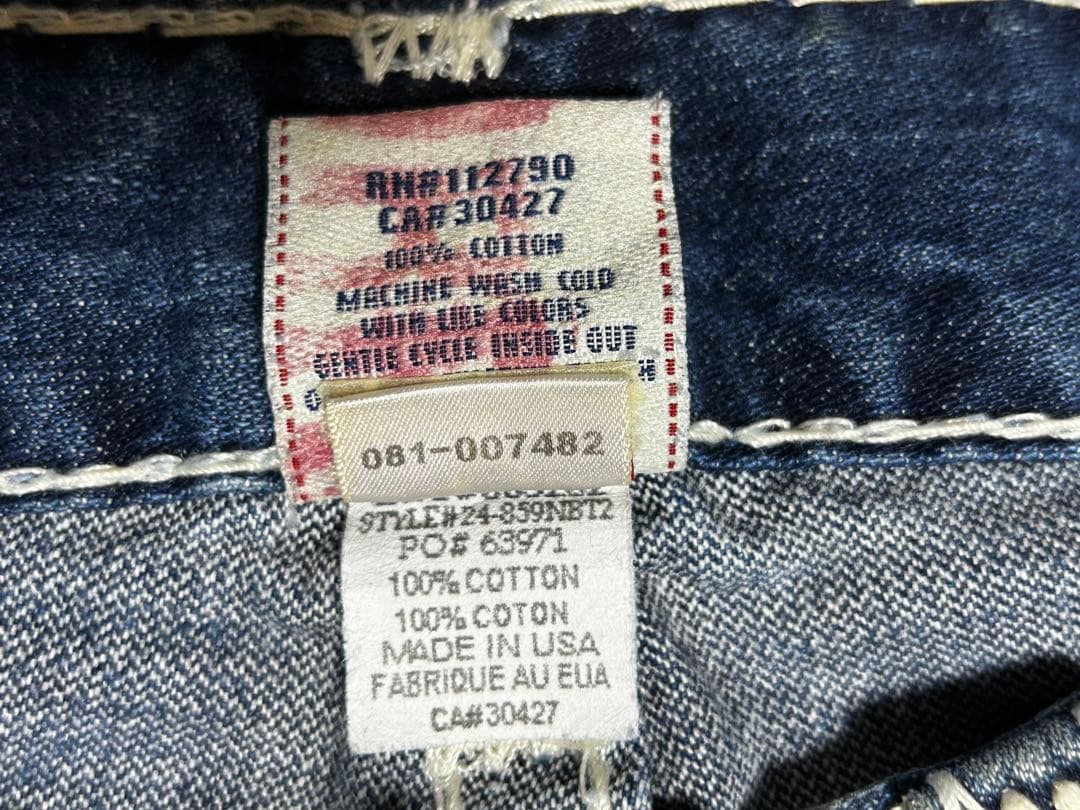 RN#112790
CA#30427
100% COTTON
MACHINE WASH COLD
WITH LIKE COLORS
GENTLE CYCLE INSIDE OUT
081-007482
STYLE#24-859NBT2
PO# 63971
100% COTTON
100% COTON
MADE IN USA
FABRIQUE AU EUA
CA#30427